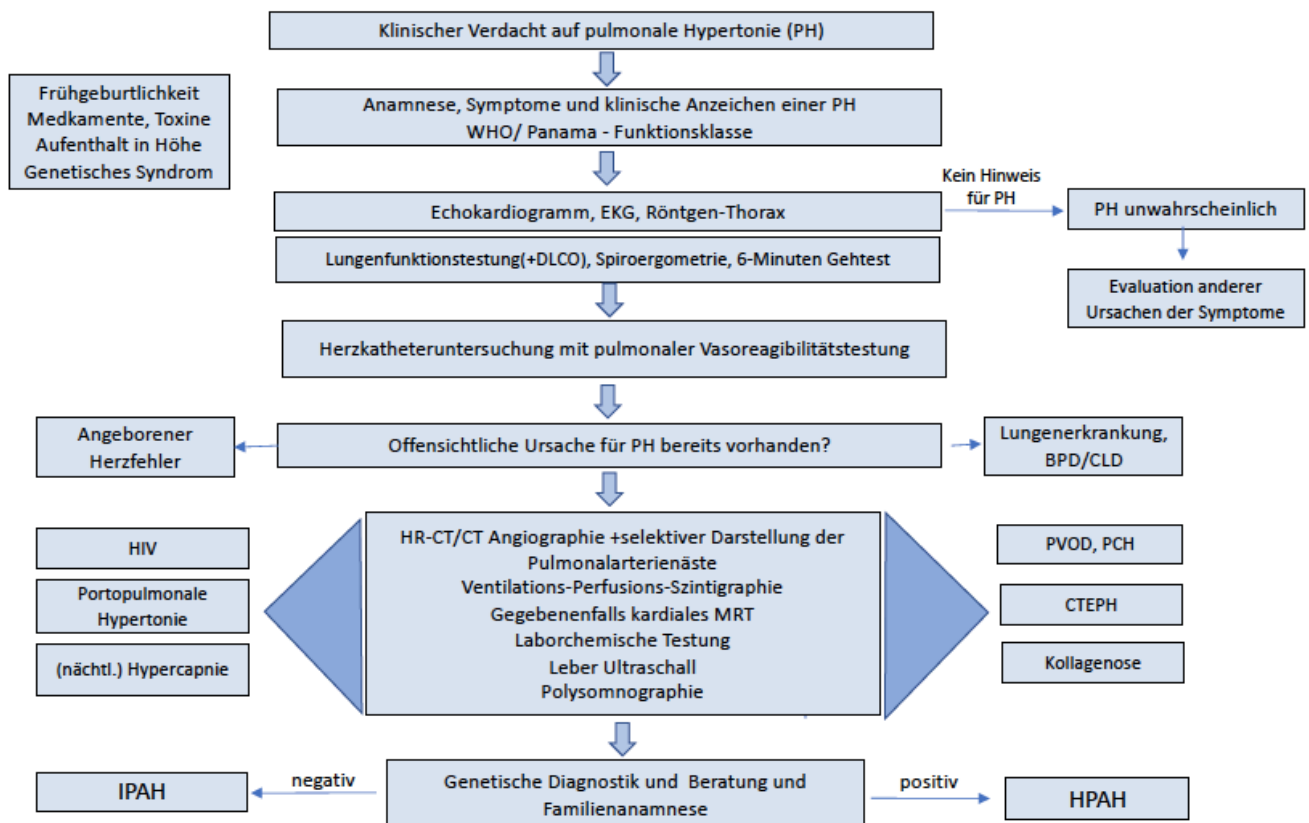 Klinischer Verdacht auf pulmonale Hypertonie (PH)
Frühgeburtlichkeit
Medkamente, Toxine
Aufenthalt in Höhe
Genetisches Syndrom
Anamnese, Symptome und klinische Anzeichen einer PH
WHO/ Panama - Funktionsklasse
Echokardiogramm, EKG, Röntgen-Thorax
Kein Hinweis
für PH
PH unwahrscheinlich
Lungenfunktionstestung(+DLCO), Spiroergometrie, 6-Minuten Gehtest
Evaluation anderer
Ursachen der Symptome
Herzkatheteruntersuchung mit pulmonaler Vasoreagibilitätstestung
Angeborener
Herzfehler
Offensichtliche Ursache für PH bereits vorhanden?
Lungenerkrankung,
BPD/CLD
HIV
Portopulmonale
Hypertonie
(nächtl.) Hypercapnie
HR-CT/CT Angiographie +selektiver Darstellung der
Pulmonalarterienäste
Ventilations-Perfusions-Szintigraphie
Gegebenenfalls kardiales MRT
Laborchemische Testung
Leber Ultraschall
Polysomnographie
PVOD, PCH
CTEPH
Kollagenose
IPAH
negativ
Genetische Diagnostik und  Beratung und
Familienanamnese
positiv
HPAH